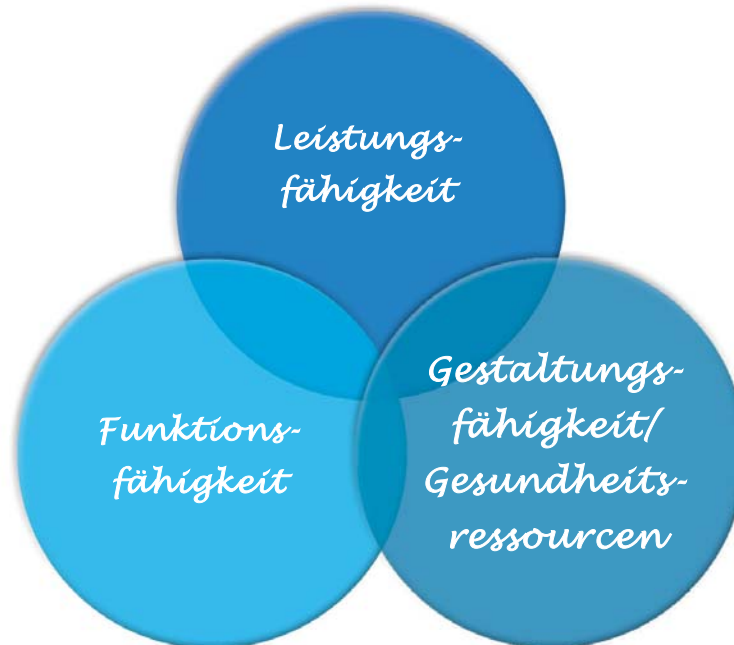 Leistungs-
fähigkeit
Funktions-
fähigkeit
Gestaltungs-
fähigkeit/
Gesundheits-
ressourcen